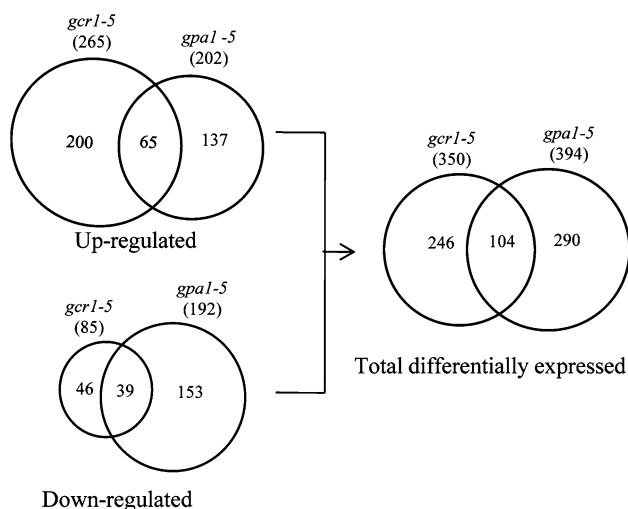 gcr1-5
(265)
gpa1-5
(202)
200
65
137
Up-regulated
gcr1-5
(85)
gpa1-5
(192)
46
39
153
Down-regulated
gcr1-5
(350)
gpa1-5
(394)
246
104
290
Total differentially expressed